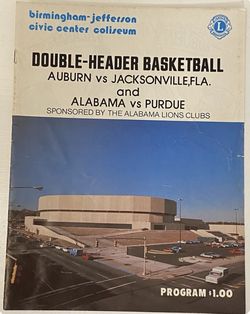 birmingham-jefferson
civic center coliseum
L
DOUBLE-HEADER BASKETBALL
AUBURN vs JACKSONVILLE,FLA.
and
ALABAMA vs PURDUE
SPONSORED BY THE ALABAMA LIONS CLUBS
PROGRAM $1.00